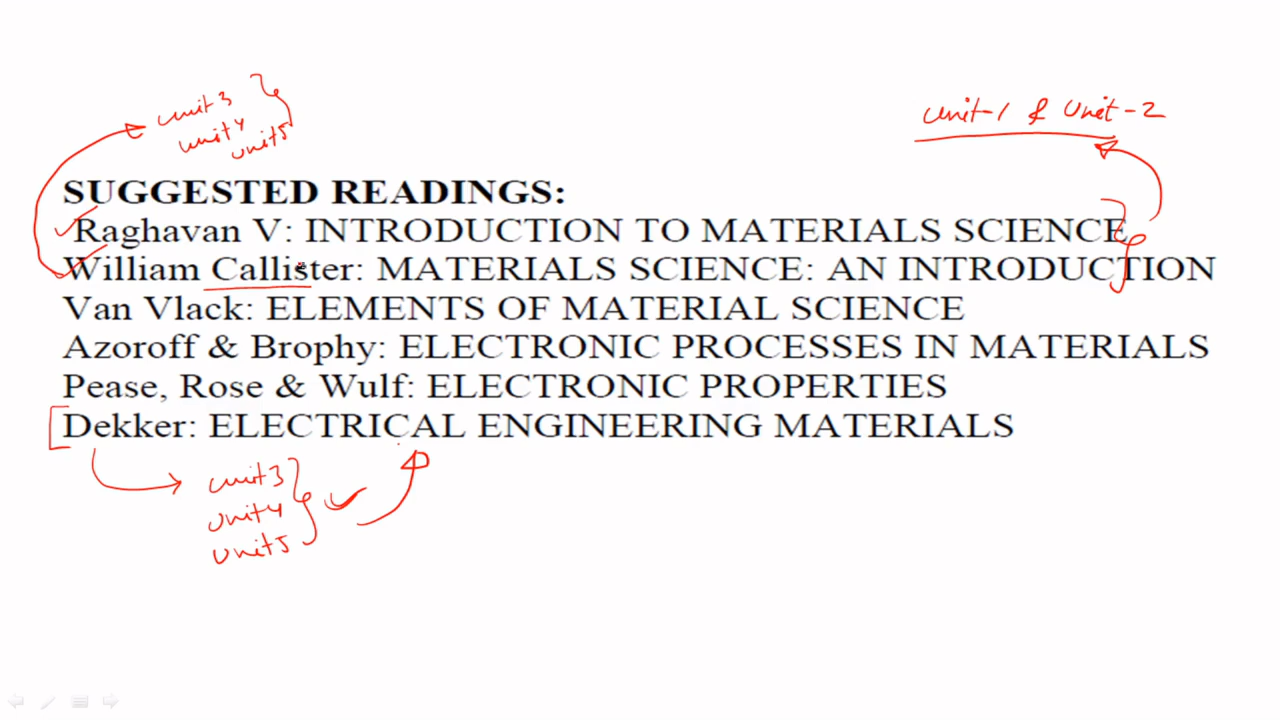 unit 3
unit 4
unit 5
unit-1 & unit-2
SUGGESTED READINGS:
Raghavan V: INTRODUCTION TO MATERIALS SCIENCE
William Callister: MATERIALS SCIENCE: AN INTRODUCTION
Van Vlack: ELEMENTS OF MATERIAL SCIENCE
Azoroff & Brophy: ELECTRONIC PROCESSES IN MATERIALS
Pease, Rose & Wulf: ELECTRONIC PROPERTIES
Dekker: ELECTRICAL ENGINEERING MATERIALS
unit 3
unit 4
unit 5